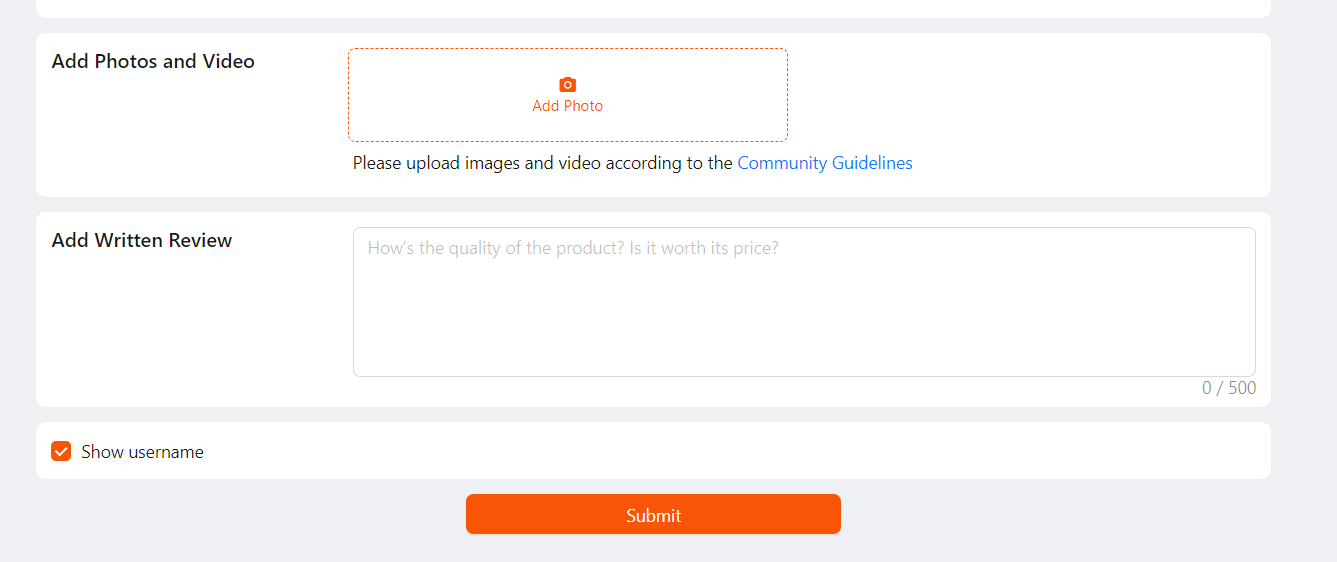 Add Photos and Video
Add Photo
Please upload images and video according to the Community Guidelines
Add Written Review
How's the quality of the product? Is it worth its price?
0 / 500
Show username
Submit